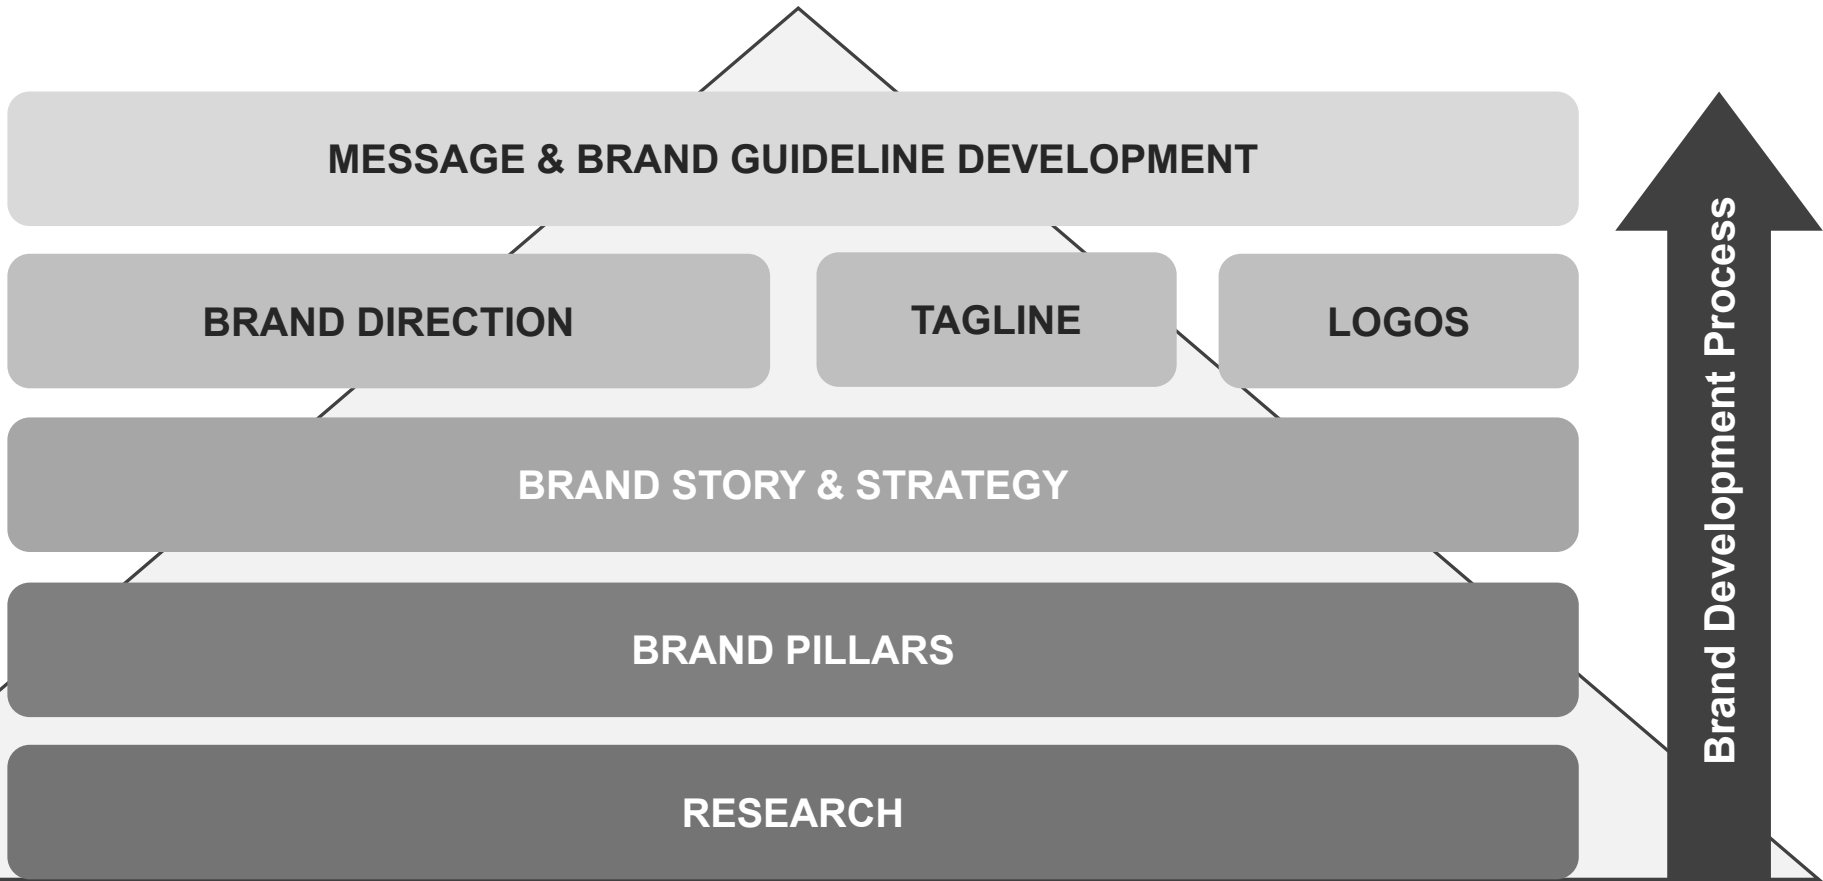 MESSAGE & BRAND GUIDELINE DEVELOPMENT
BRAND DIRECTION
TAGLINE
LOGOS
BRAND STORY & STRATEGY
BRAND PILLARS
RESEARCH
Brand Development Process